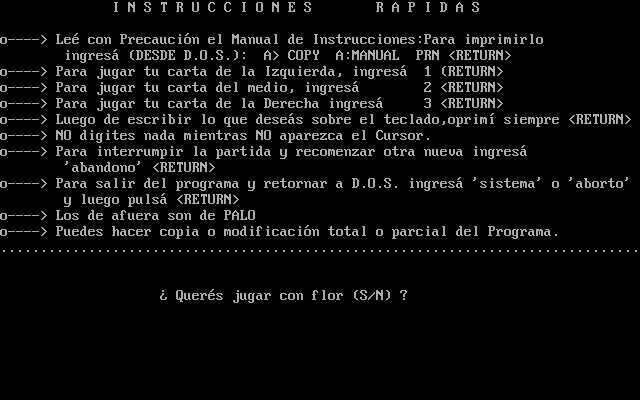 I N S T R U C C I O N E S     R A P I D A S
o----> Leé con Precaución el Manual de Instrucciones:Para imprimirlo
ingresá (DESDE D.O.S.):  A> COPY  A:MANUAL  PRN <RETURN>
o----> Para jugar tu carta de la Izquierda, ingresá  1 (RETURN>
o----> Para jugar tu carta del medio, ingresá        2 <RETURN>
o----> Para jugar tu carta de la Derecha ingresá     3 <RETURN>
o----> Luego de escribir lo que deseás sobre el teclado,oprimí siempre <RETURN>
o----> NO digites nada mientras NO aparezca el Cursor.
o----> Para interrumpir la partida y recomenzar otra nueva ingresá
'abandono' <RETURN>
o----> Para salir del programa y retornar a D.O.S. ingresá 'sistema' o 'aborto'
y luego pulsá <RETURN>
o----> Los de afuera son de PALO
o----> Puedes hacer copia o modificación total o parcial del Programa.
................................................................................
¿ Querés jugar con flor (S/N) ?